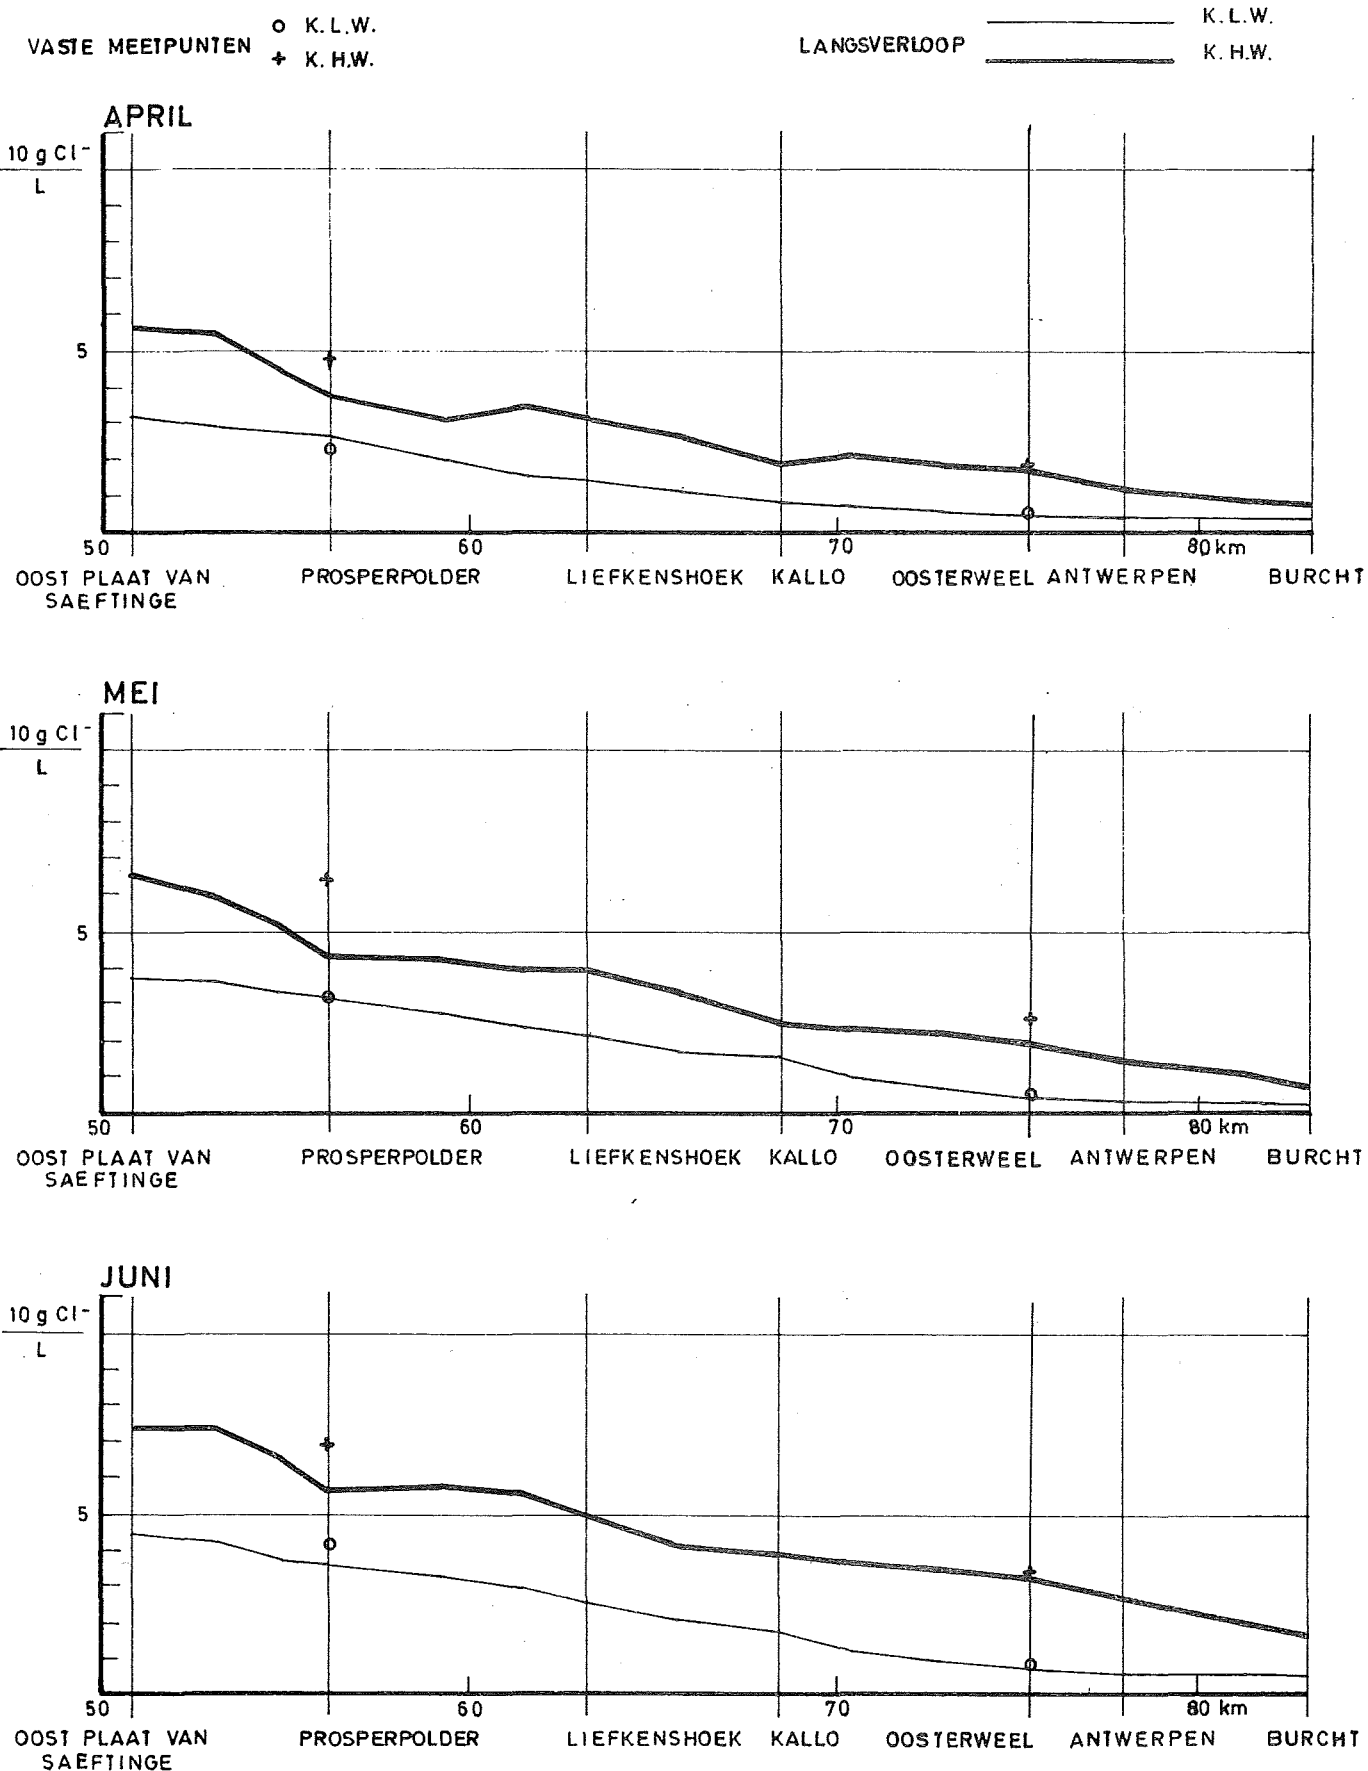 VASTE MEETPUNTEN
O K.L.W.
+ K.H.W.
LANGSVERLOOP
K.L.W.
K.H.W.
APRIL
10 g Cl⁻
L
5
50 60 70 80 km
OOST PLAAT VAN SAEFTINGE
PROSPERPOLDER LIEFKENSHOEK KALLO OOSTERWEEL ANTWERPEN BURCHT
MEI
10 g Cl⁻
L
5
50 60 70 80 km
OOST PLAAT VAN SAEFTINGE
PROSPERPOLDER LIEFKENSHOEK KALLO OOSTERWEEL ANTWERPEN BURCHT
JUNI
10 g Cl⁻
L
5
50 60 70 80 km
OOST PLAAT VAN SAEFTINGE
PROSPERPOLDER LIEFKENSHOEK KALLO OOSTERWEEL ANTWERPEN BURCHT